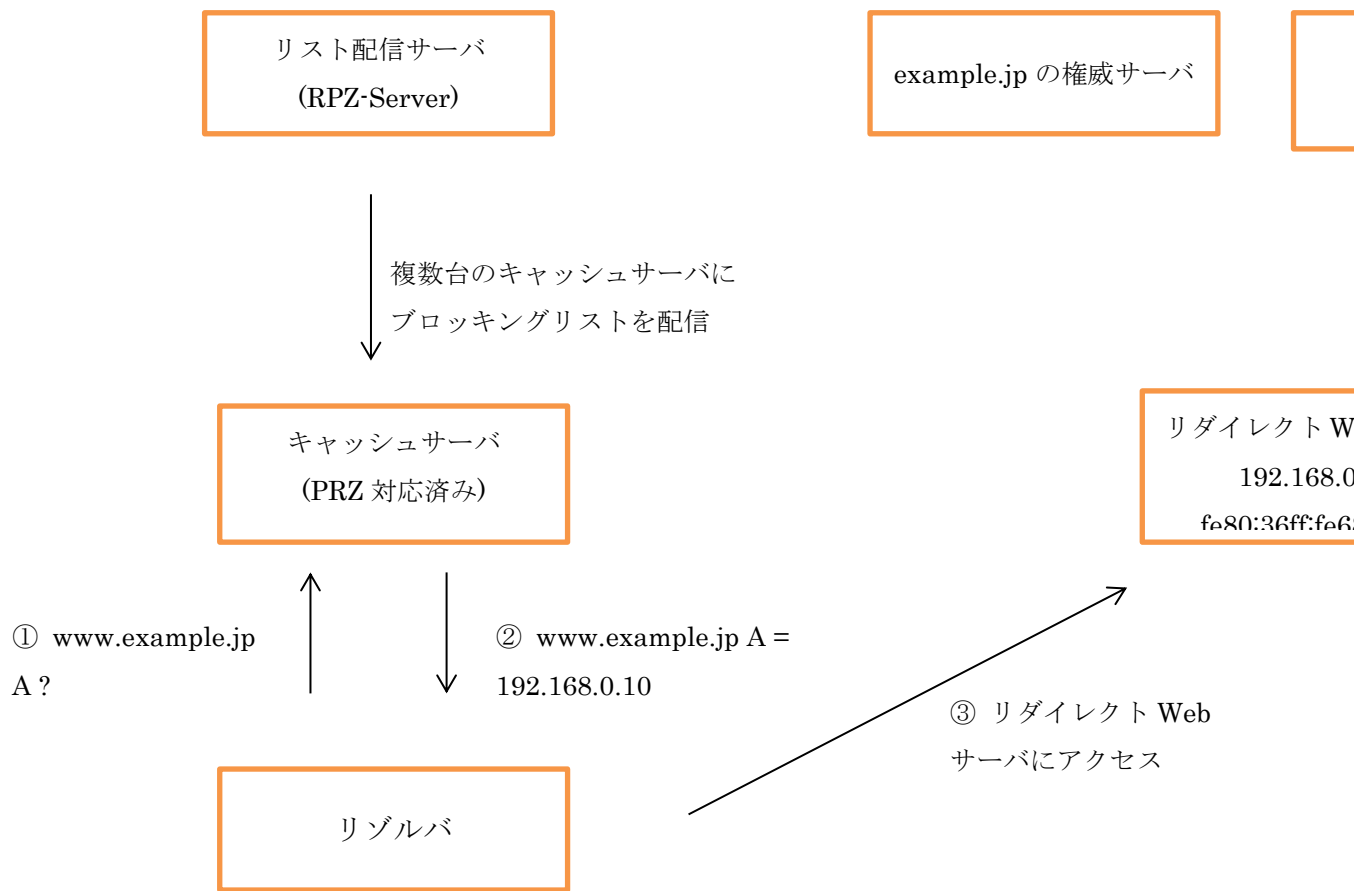 リスト配信サーバ
(RPZ-Server)
example.jp の権威サーバ
複数台のキャッシュサーバに
ブロッキングリストを配信
キャッシュサーバ
(PRZ 対応済み)
リダイレクト W
192.168.0
fe80:36ff:fe6
① www.example.jp
A ?
② www.example.jp A =
192.168.0.10
③ リダイレクト Web
サーバにアクセス
リゾルバ